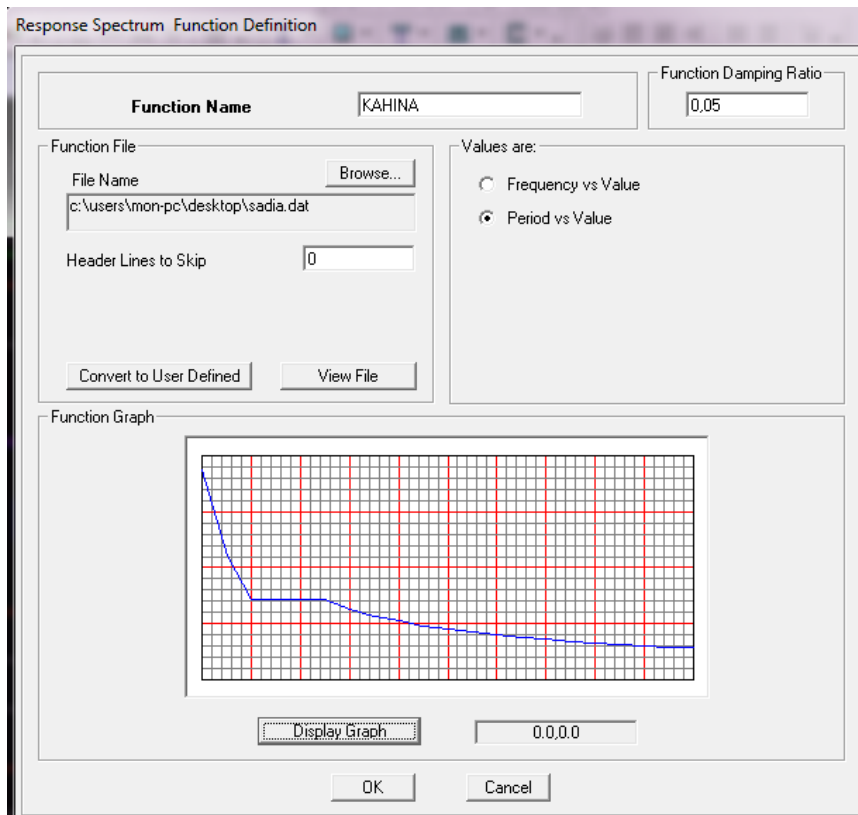 Response Spectrum Function Definition
Function Name
KAHINA
Function Damping Ratio
0,05
Function File
File Name
Browse...
c:\users\mon-pc\desktop\sadia.dat
Header Lines to Skip
0
Convert to User Defined
View File
Values are:
Frequency vs Value
Period vs Value
Function Graph
Display Graph
0.0,0.0
OK
Cancel